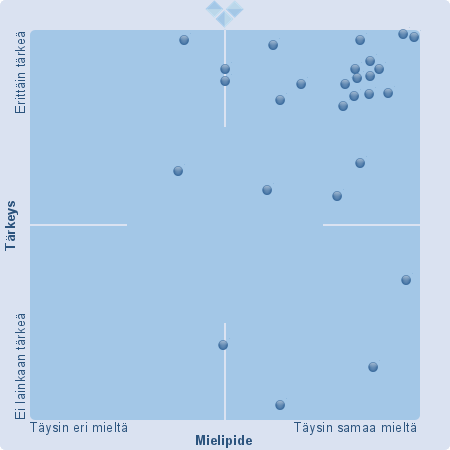 Erittäin tärkeä
Tärkeys
Ei lainkaan tärkeä
Täysin eri mieltä
Täysin samaa mieltä
Mielipide